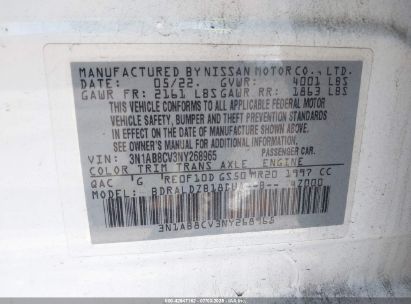 MANUFACTURED BY NISSAN MOTOR CO., LTD.
DATE: 05/22. GVWR: 4001 LBS
GAWR FR: 2161 LBS GAWR RR: 1863 LBS
THIS VEHICLE CONFORMS TO ALL APPLICABLE FEDERAL MOTOR
VEHICLE SAFETY, BUMPER, AND THEFT PREVENTION
STANDARDS IN EFFECT ON THE DATE OF MANUFACTURE SHOWN ABOVE.
SEE OWNER'S MANUAL FOR ADDITIONAL INFORMATION
VIN: 3N1AB8CV3NY268965 PASSENGER CAR.
COLOR TRIM TRANS AXLE ENGINE
QAC G RE0F10D GS50 MR20 1997 CC
MODEL:
3N1AB8CV3NY268965